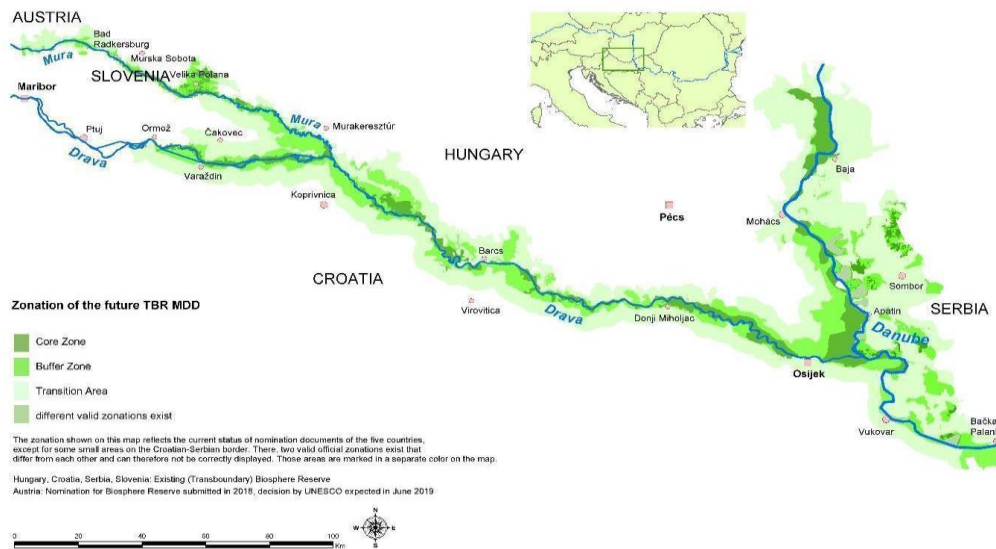 AUSTRIA
Bad
Radkersburg
Mura
Murska Sobota
SLOVENIA
Velika Polana
Maribor
Ptuj
Ormož
Čakovec
Mura
Murakeresztúr
Drava
Varaždin
HUNGARY
Koprivnica
Pécs
Baja
Mohács
CROATIA
Barcs
Sombor
Virovitica
Drava
Donji Miholjac
Apatin
SERBIA
Danube
Osijek
Vukovar
Bačka
Palank
Zonation of the future TBR MDD
Core Zone
Buffer Zone
Transition Area
different valid zonations exist
The zonation shown on this map reflects the current status of nomination documents of the five countries,
except for some small areas on the Croatian-Serbian border. There, two valid official zonations exist that
differ from each other and can therefore not be correctly displayed. Those areas are marked in a separate color on the map.
Hungary, Croatia, Serbia, Slovenia: Existing (Transboundary) Biosphere Reserve
Austria: Nomination for Biosphere Reserve submitted in 2018, decision by UNESCO expected in June 2019
0 20 40 60 80 100
Km
N
W E
S